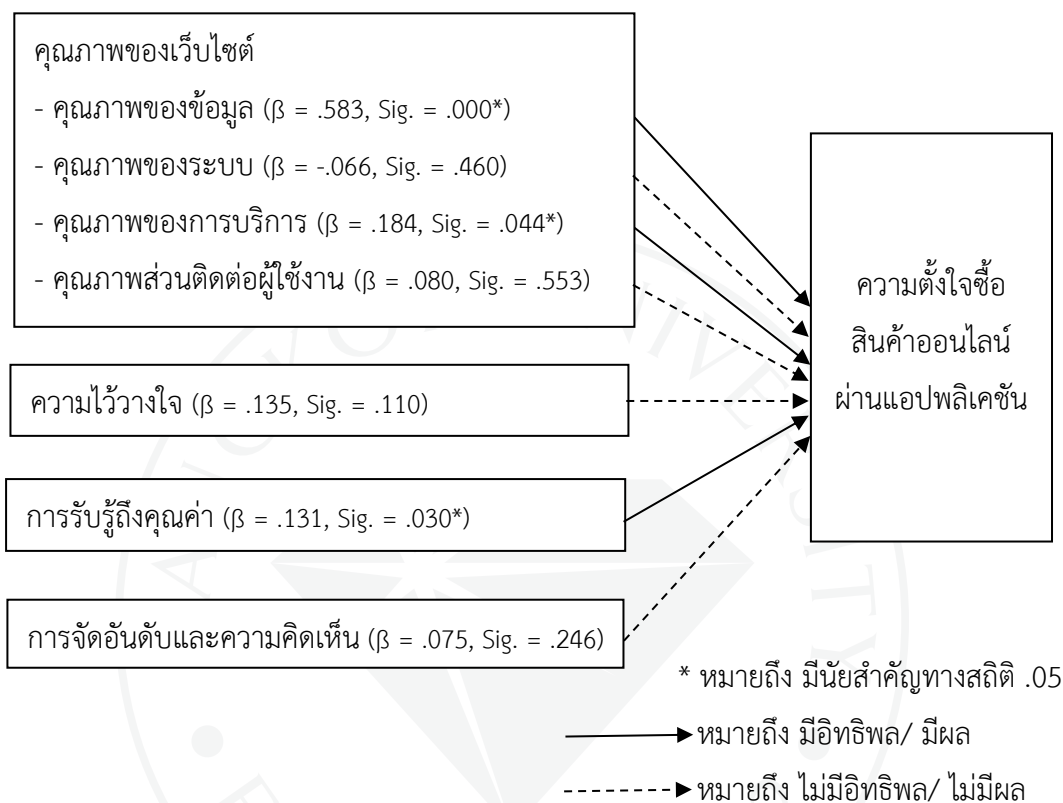 คุณภาพของเว็บไซต์
- คุณภาพของข้อมูล (β = .583, Sig. = .000*)
- คุณภาพของระบบ (β = -.066, Sig. = .460)
- คุณภาพของการบริการ (β = .184, Sig. = .044*)
- คุณภาพส่วนติดต่อผู้ใช้งาน (β = .080, Sig. = .553)
ความไว้วางใจ (β = .135, Sig. = .110)
การรับรู้ถึงคุณค่า (β = .131, Sig. = .030*)
การจัดอันดับและความคิดเห็น (β = .075, Sig. = .246)
ความตั้งใจซื้อ
สินค้าออนไลน์
ผ่านแอปพลิเคชัน
* หมายถึง มีนัยสำคัญทางสถิติ .05
หมายถึง มีอิทธิพล/ มีผล
หมายถึง ไม่มีอิทธิพล/ ไม่มีผล